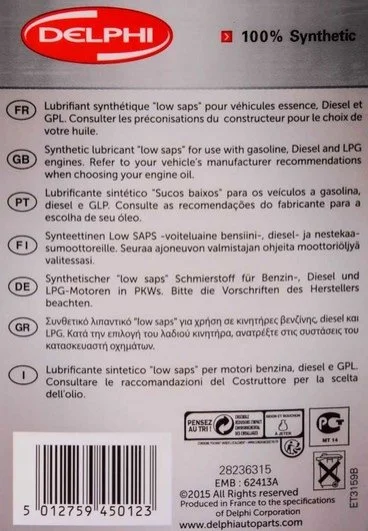 DELPHI
100% Synthetic
FR
Lubrifiant synthétique "low saps" pour véhicules essence, Diesel et
GPL. Consulter les préconisations du constructeur pour le choix de
votre huile.
GB
Synthetic lubricant "low saps" for use with gasoline, Diesel and LPG
engines. Refer to your vehicle's manufacturer recommendations
when choosing your engine oil.
PT
Lubrificante sintético "Sucos baixos" para os veículos a gasolina,
diesel e GLP. Consulte as recomendações do fabricante para a
escolha de seu óleo.
FI
Synteettinen Low SAPS -voiteluaine bensiini-, diesel- ja nestekaa-
sumoottoreille. Seuraa ajoneuvon valmistajan ohjeita moottoriöljyä
valitessasi.
DE
Synthetischer "low saps" Schmierstoff für Benzin-, Diesel und
LPG-Motoren in PKWs. Bitte die Vorschriften des Herstellers
beachten.
GR
Συνθετικό λιπαντικό "low saps" για χρήση σε κινητήρες βενζίνης, diesel και
LPG. Κατά την επιλογή του λαδιού κινητήρα, ανατρέξτε στις συστάσεις του
κατασκευαστή οχημάτων.
I
Lubrificante sintetico "low saps" per motori benzina, diesel e GPL.
Consultare le raccomandazioni del Costruttore per la scelta
dell'olio.
PENSEZ
AU TRI !
BIDON ET BOUCHON
À JETER
MT 14
5 012759 450123
28236315
EMB : 62413A
©2015 All Rights Reserved
Produced in France to the specifications
of Delphi Corporation
www.delphiautoparts.com
ET3159B